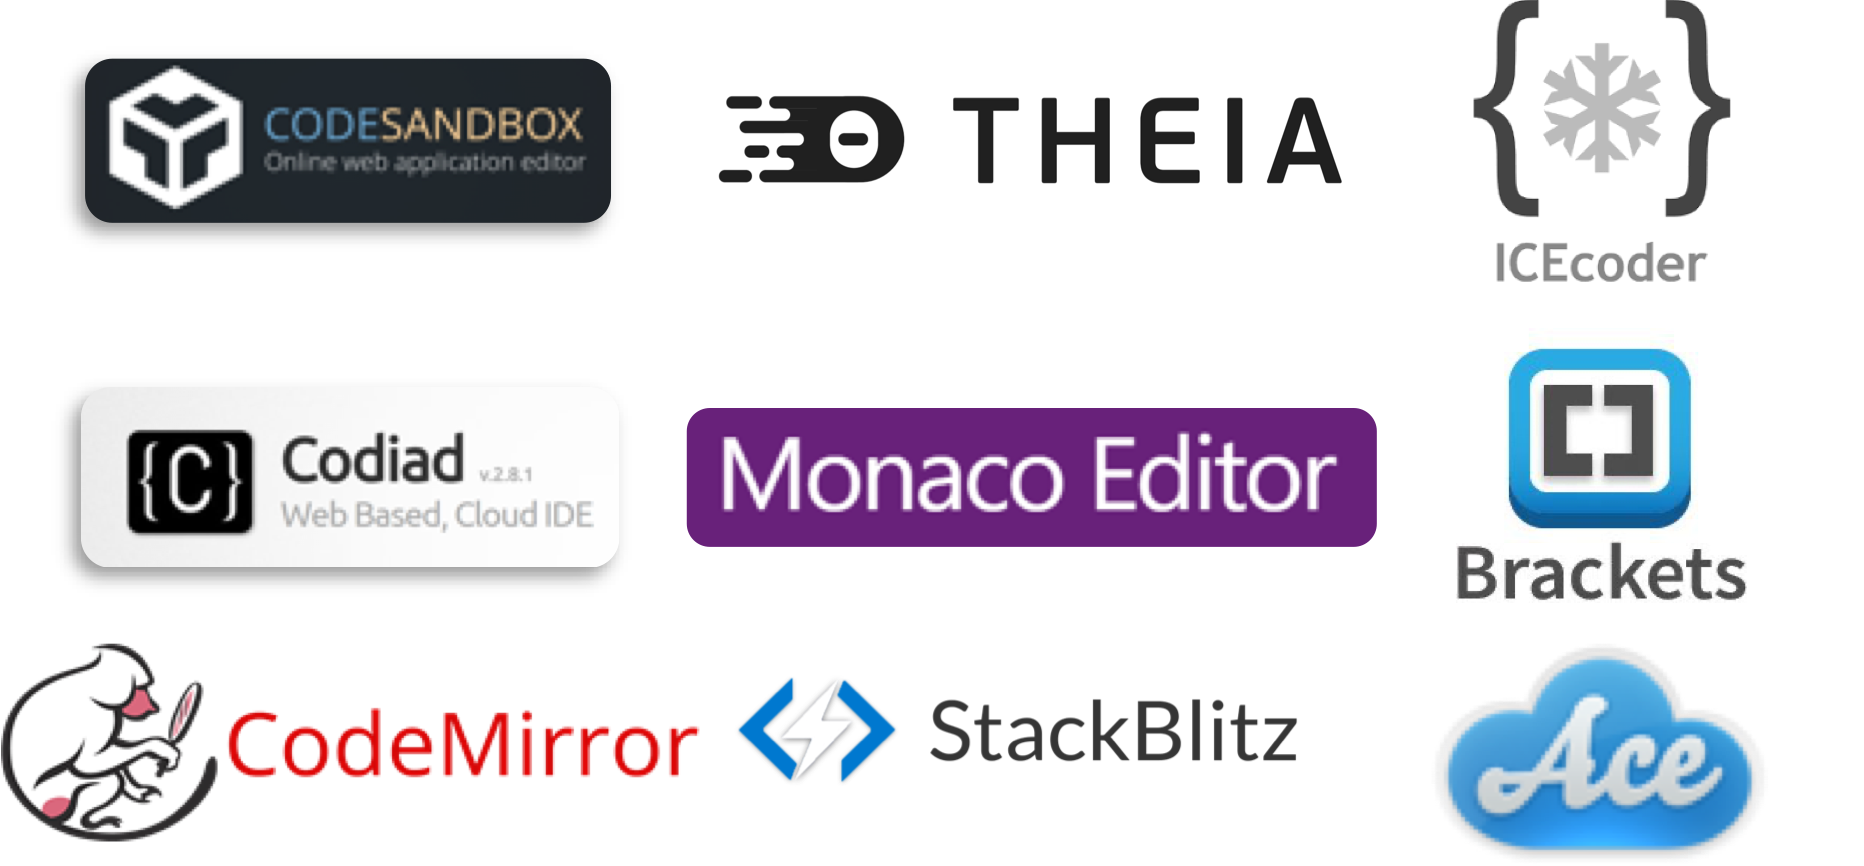 CODESANDBOX
Online web application editor
THEIA
{ }
ICEcoder
{C}
Codiad v.2.8.1
Web Based, Cloud IDE
Monaco Editor
[ ]
Brackets
CodeMirror
StackBlitz
Ace